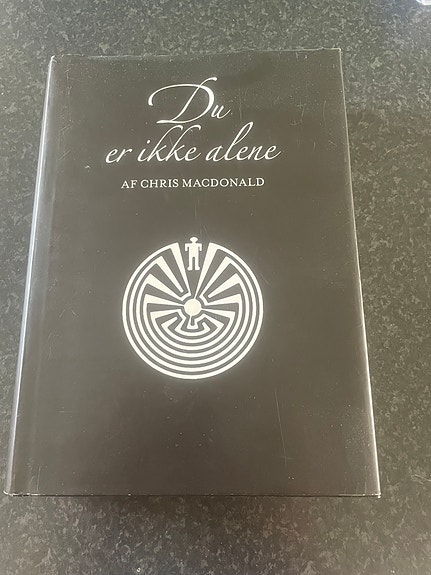 Du
er ikke alene
AF CHRIS MACDONALD